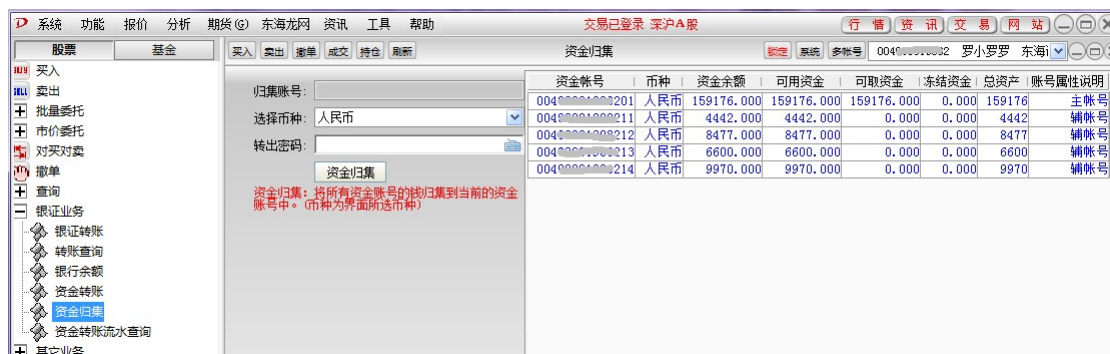 系统 功能 报价 分析 期货(G) 东海龙网 资讯 工具 帮助 交易已登录 深沪A股 行 情 资 讯 交 易 网 站
股票 基金 买入 卖出 撤单 成交 持仓 刷新 资金归集 锁定 系统 多帐号 罗小罗罗 东海
买入
卖出
批量委托
市价委托
对买对卖
撤单
查询
银证业务
银证转账
转账查询
银行余额
资金转账
资金归集
资金转账流水查询
其它业务
归集账号:
选择币种: 人民币
转出密码:
资金归集
资金归集:将所有资金账号的钱归集到当前的资金
账号中。(币种为界面所选币种)
资金帐号 币种 资金余额 可用资金 可取资金 冻结资金 总资产 账号属性说明
201 人民币 159176.000 159176.000 159176.000 0.000 159176 主帐号
211 人民币 4442.000 4442.000 0.000 0.000 4442 辅帐号
212 人民币 8477.000 8477.000 0.000 0.000 8477 辅帐号
213 人民币 6600.000 6600.000 0.000 0.000 6600 辅帐号
214 人民币 9970.000 9970.000 0.000 0.000 9970 辅帐号